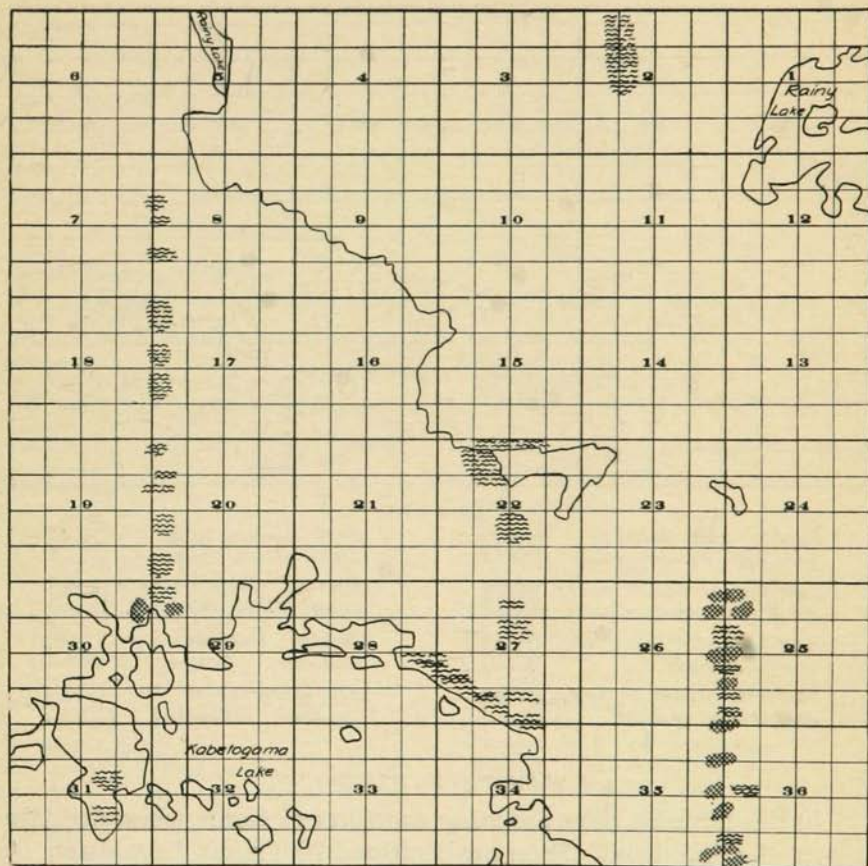 Rainy Lake
6 5 4 3 2 1
Rainy
Lake
7 8 9 10 11 12
18 17 16 15 14 13
19 20 21 22 23 24
30 29 28 27 26 25
Kabetogama
Lake
31 32 33 34 35 36